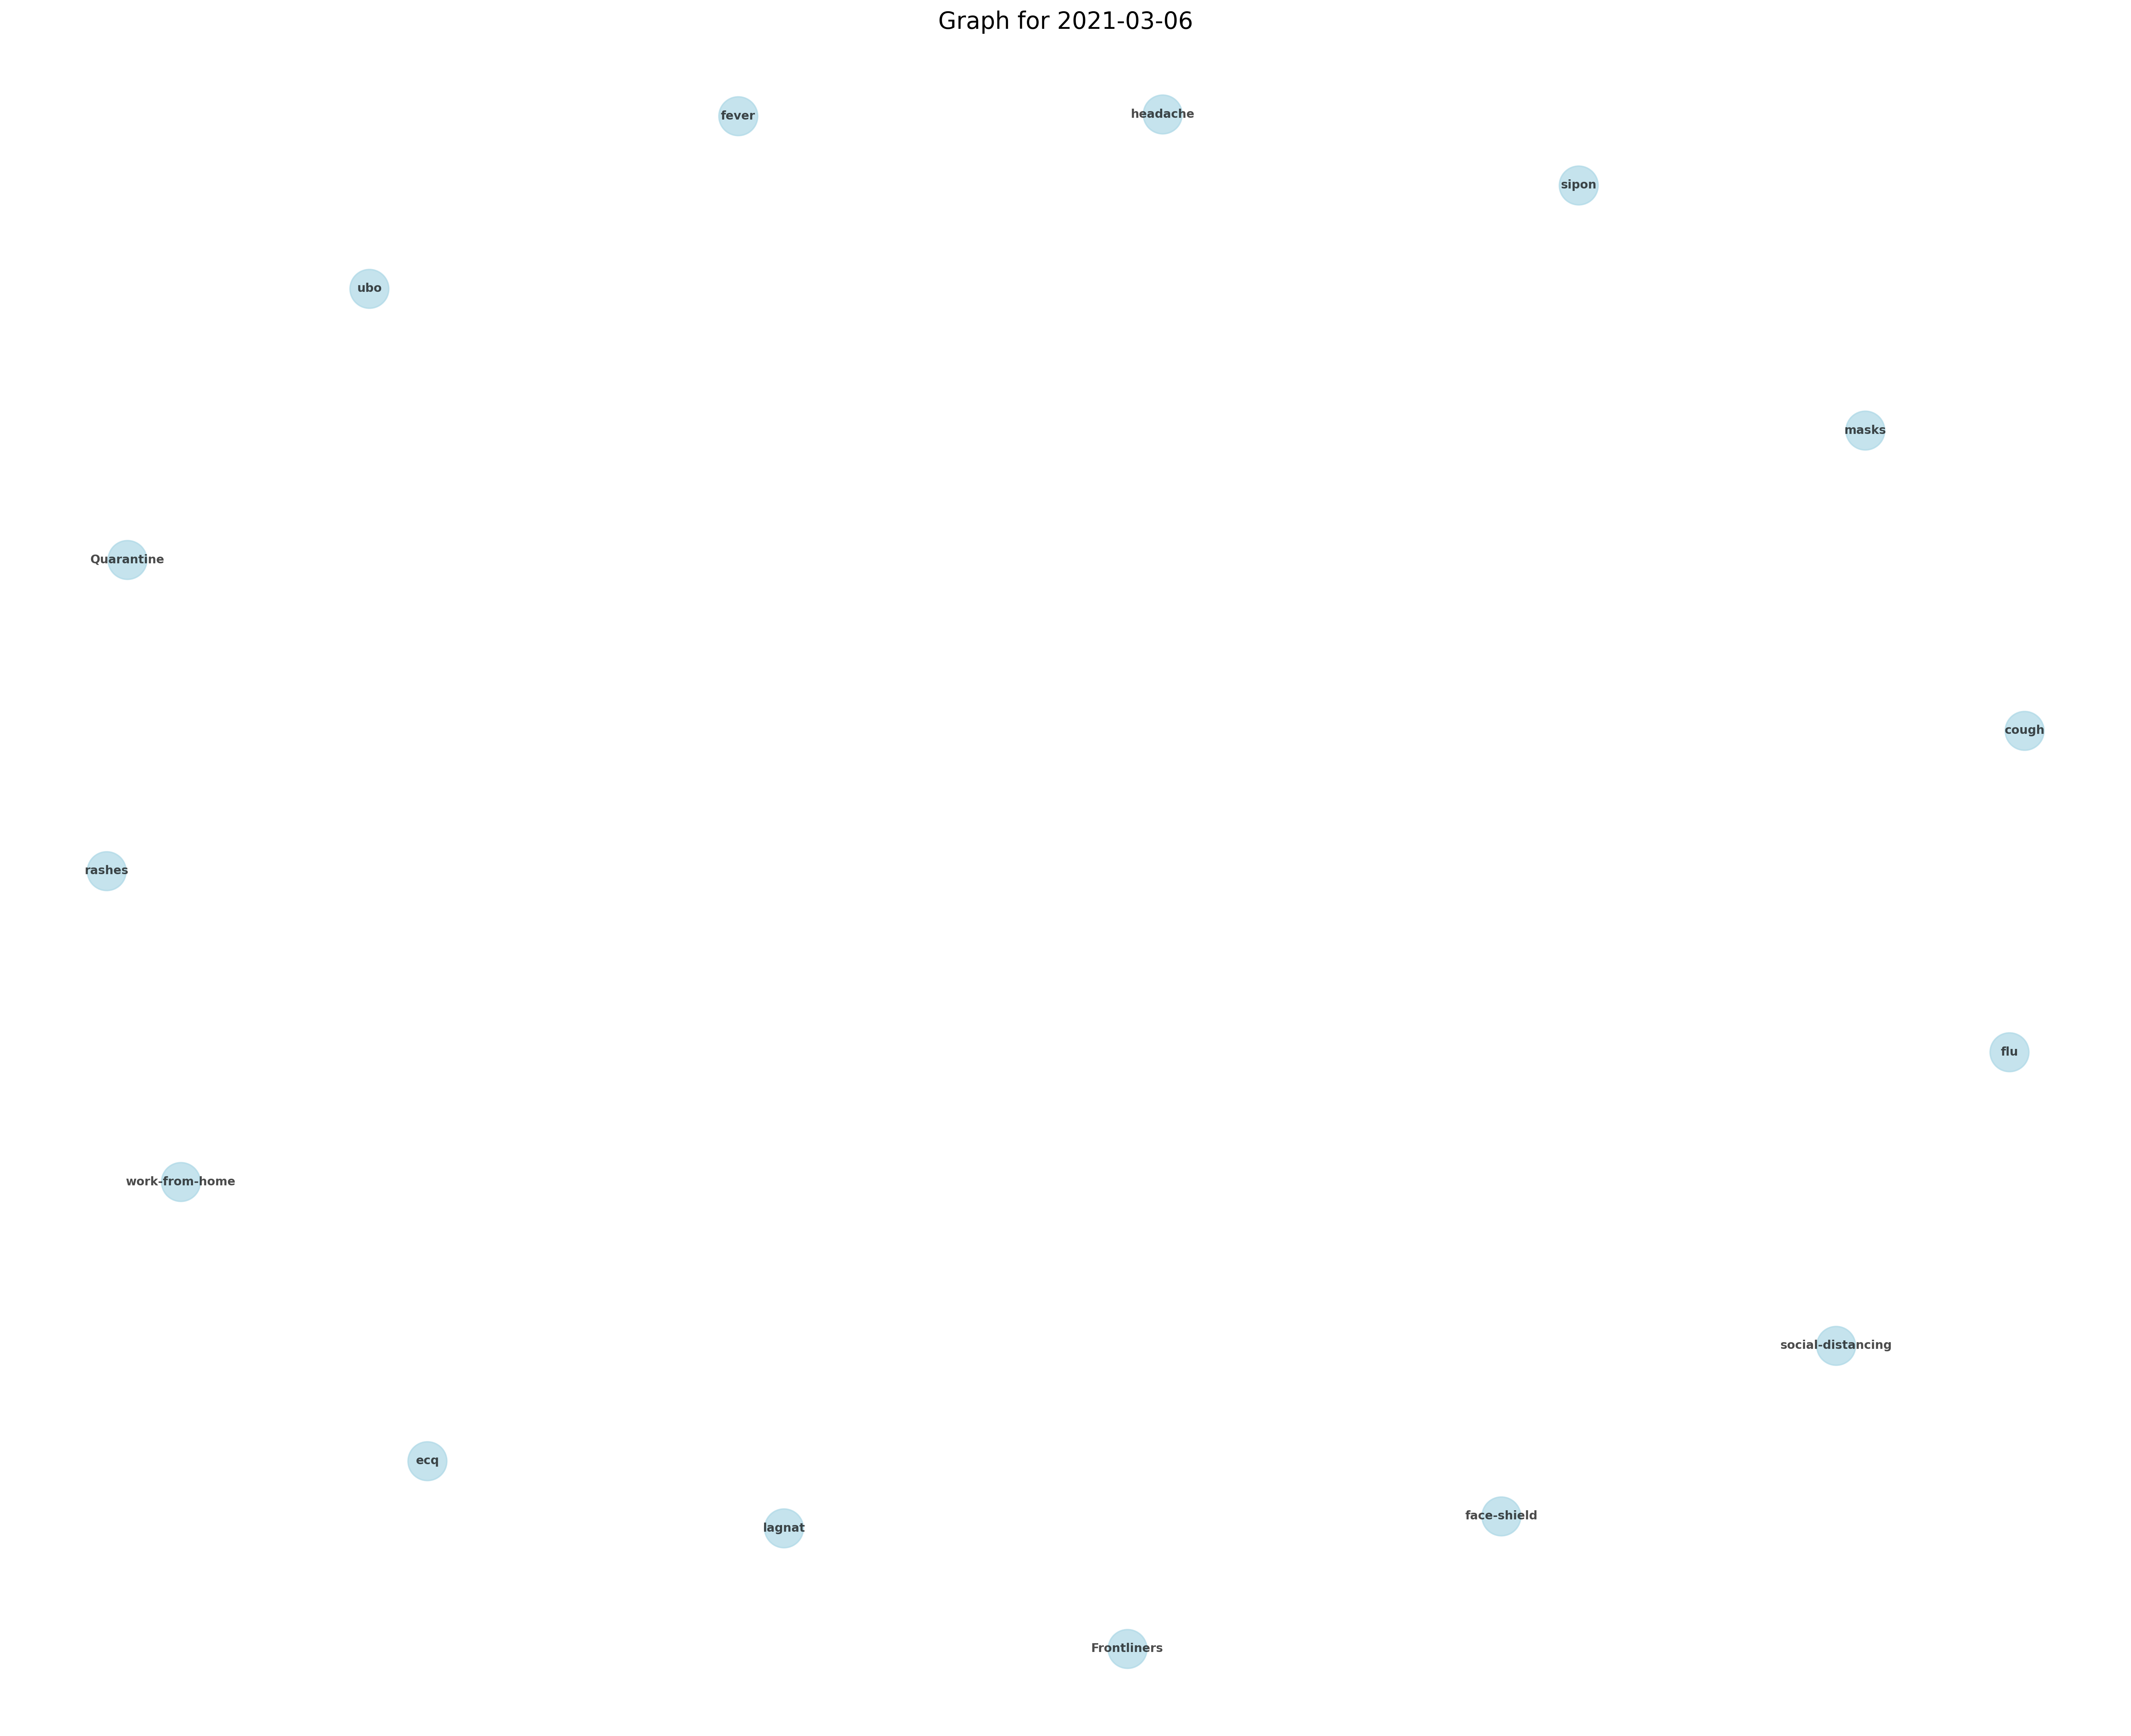 Graph for 2021-03-06
fever
headache
sipon
ubo
masks
Quarantine
cough
rashes
flu
work-from-home
social-distancing
ecq
lagnat
face-shield
Frontliners